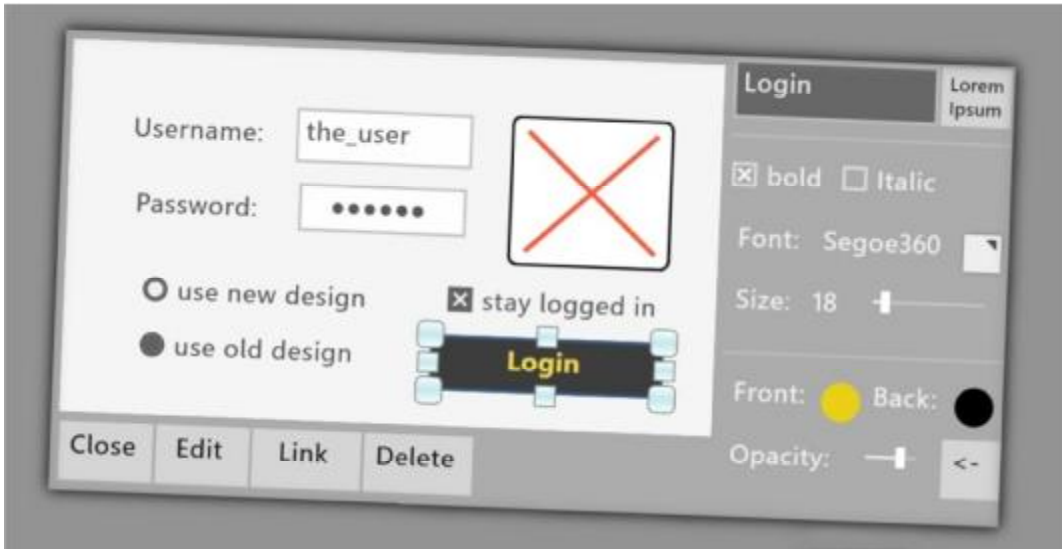 Username: the_user
Password: ●●●●●●
use new design
use old design
stay logged in
Login
Close Edit Link Delete
Login
Lorem
Ipsum
bold Italic
Font: Segoe360
Size: 18
Front: Back:
Opacity: <-